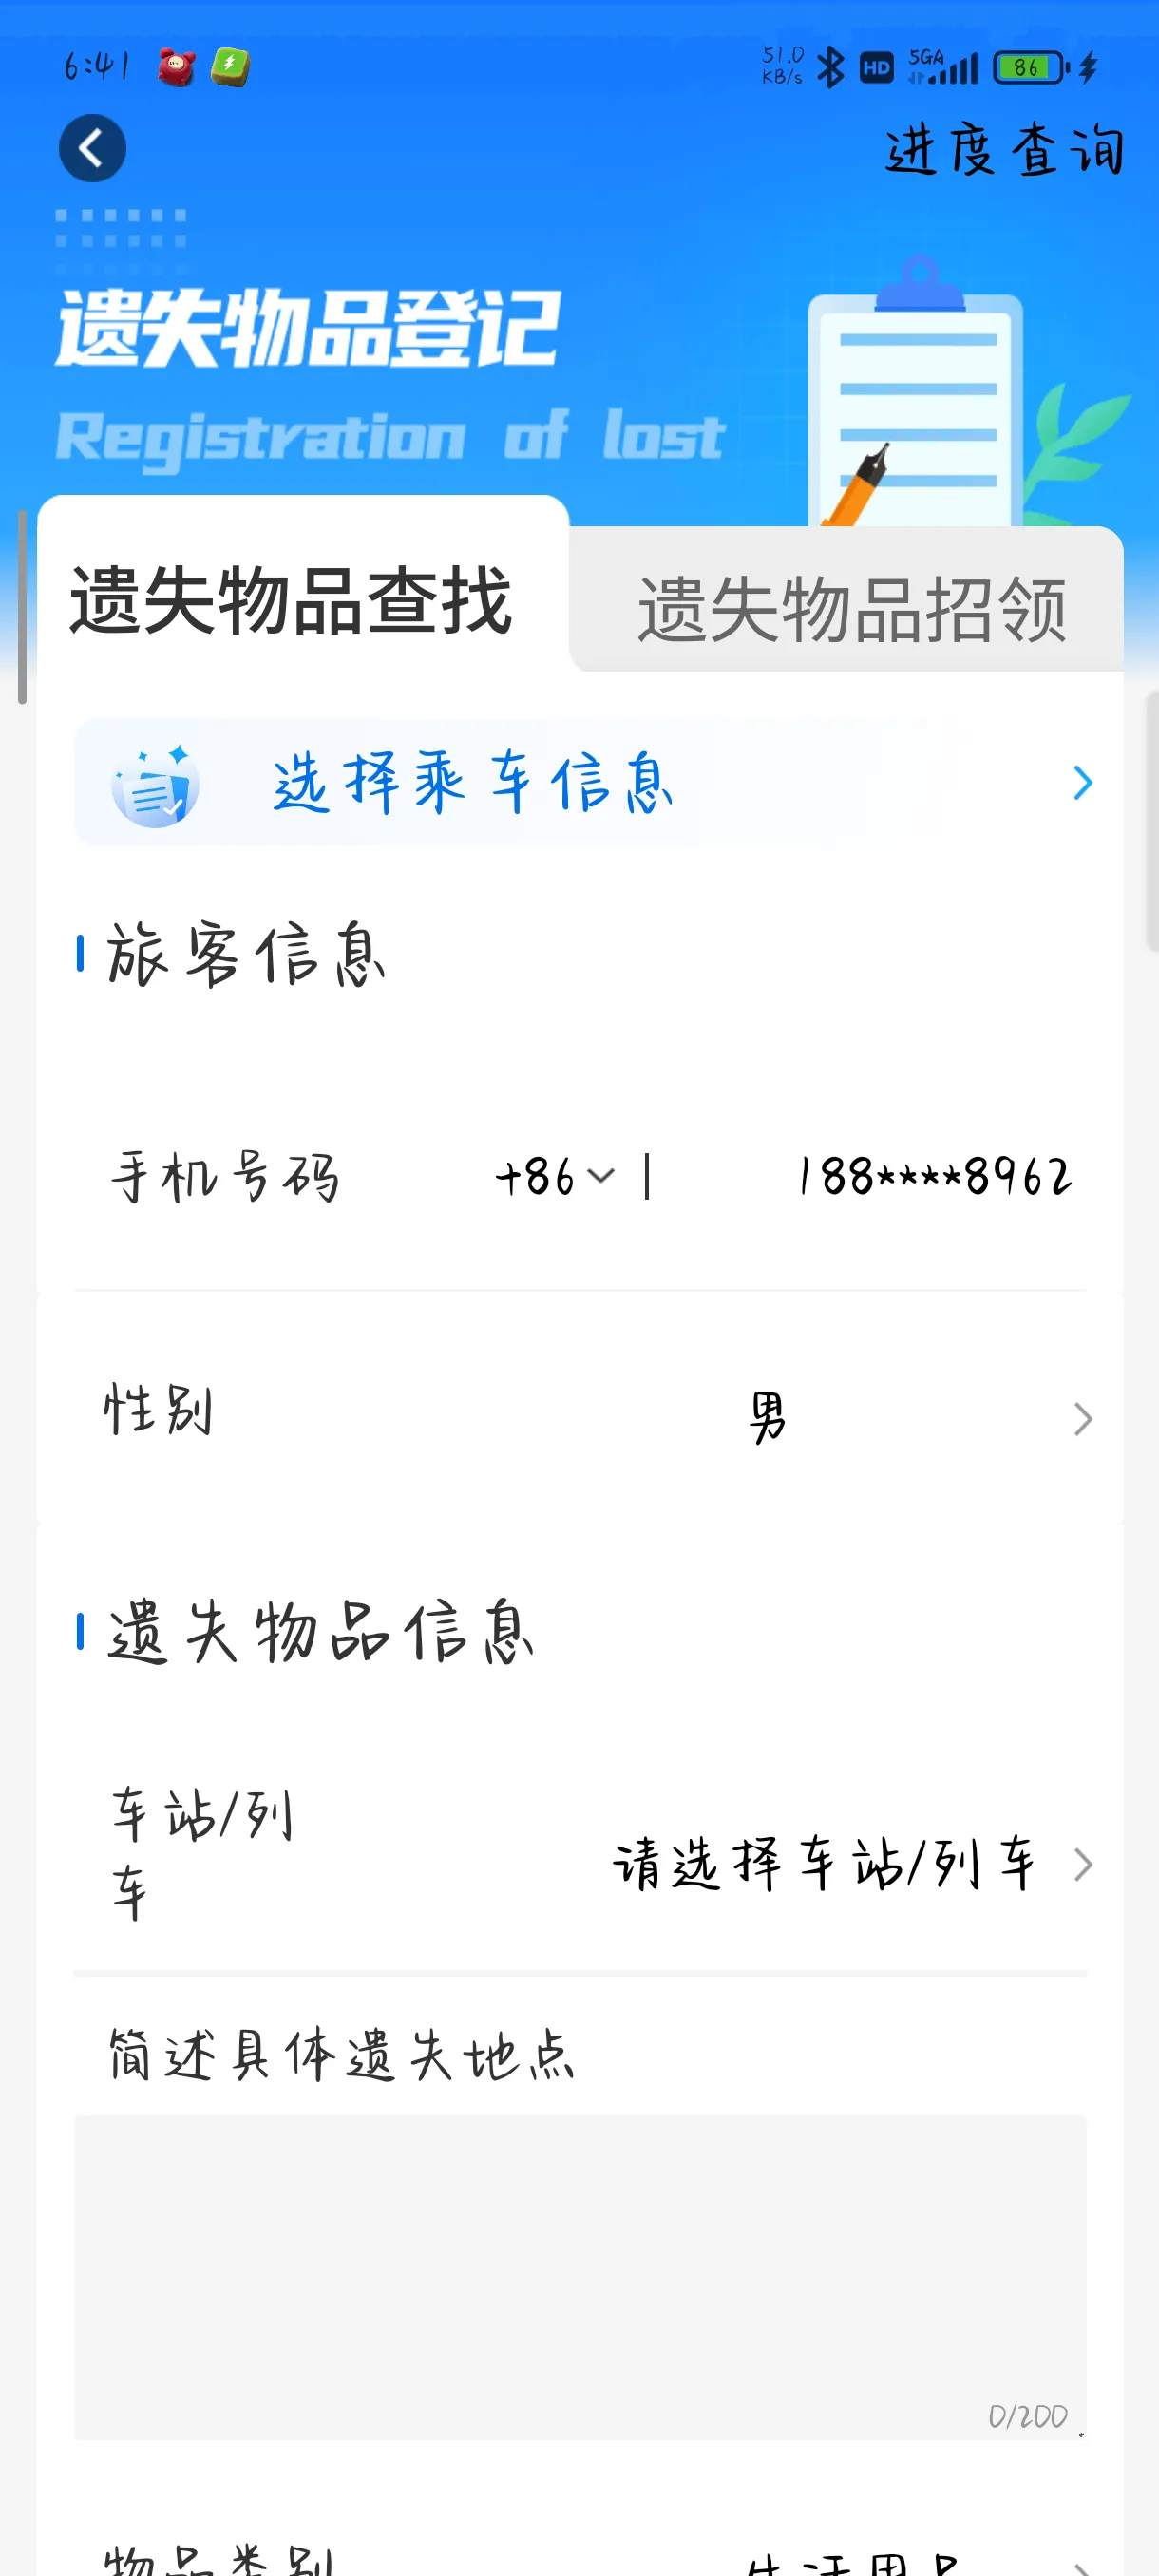 6:41
51.0
KB/s
HD
5GA
86
进度查询
遗失物品登记
Registration of lost
遗失物品查找
遗失物品招领
选择乘车信息
旅客信息
手机号码 +86 188****8962
性别 男
遗失物品信息
车站/列
车
请选择车站/列车
简述具体遗失地点
0/200
物品类别 生活用品